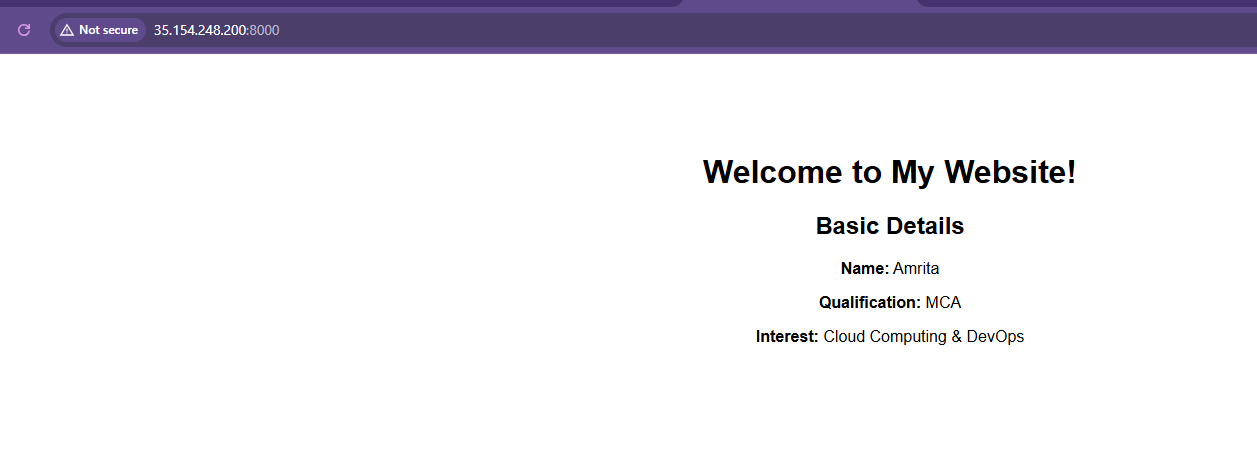 Not secure 35.154.248.200:8000
Welcome to My Website!
Basic Details
Name: Amrita
Qualification: MCA
Interest: Cloud Computing & DevOps